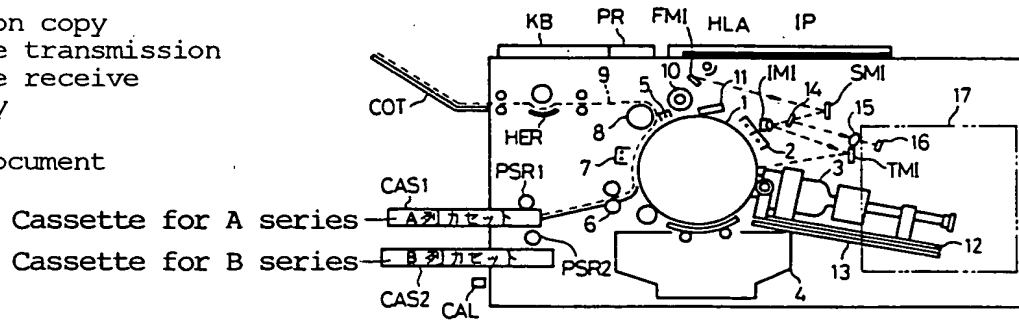 on copy
e transmission
e receive
y
ocument
KB PR FMI HLA IP
COT
10 11 IMI SMI
9 5 1 14 15 17
8 HER 2 16
7 TMI
PSR1 3
CAS1
Cassette for A series A列カセット 6
Cassette for B series B列カセット PSR2 12
13
CAS2 4
CAL